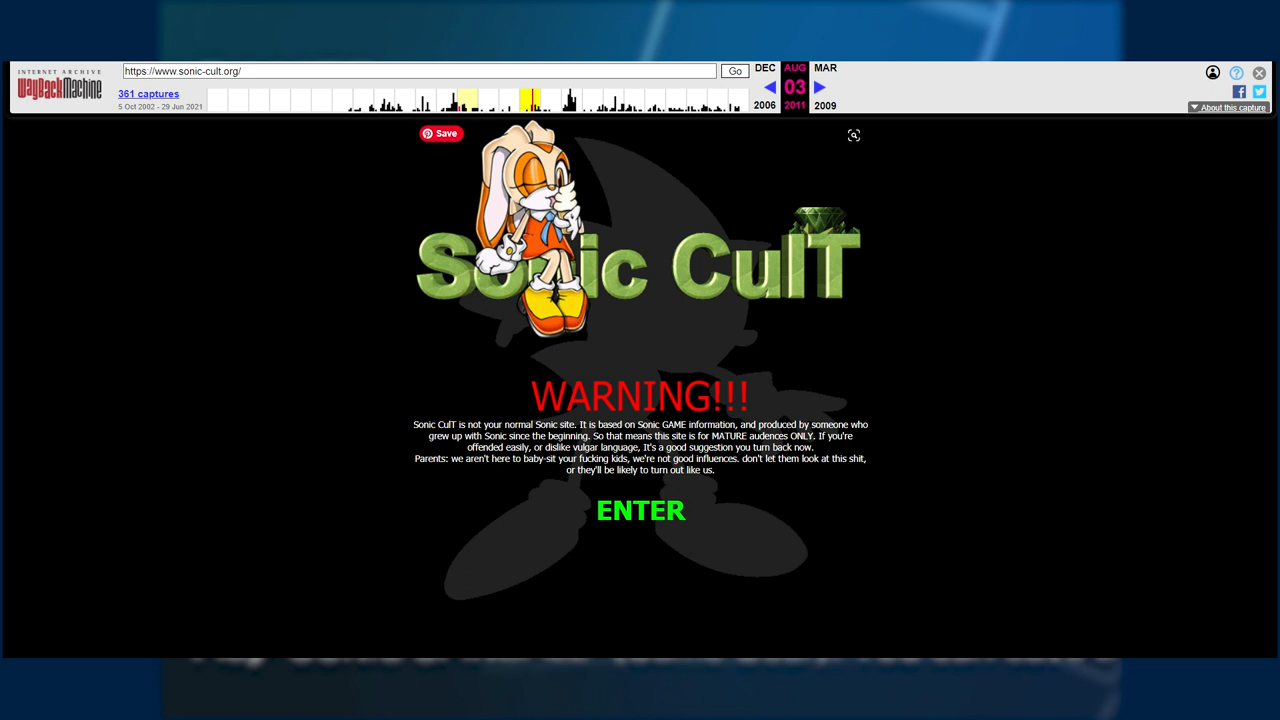 INTERNET ARCHIVE
WayBackMachine
https://www.sonic-cult.org/
Go
DEC
AUG
MAR
361 captures
03
5 Oct 2002 - 29 Jun 2021
2006
2011
2009
About this capture
Save
Sonic CulT
WARNING!!!
Sonic CulT is not your normal Sonic site. It is based on Sonic GAME information, and produced by someone who
grew up with Sonic since the beginning. So that means this site is for MATURE audences ONLY. If you're
offended easily, or dislike vulgar language, It's a good suggestion you turn back now.
Parents: we aren't here to baby-sit your fucking kids, we're not good influences. don't let them look at this shit,
or they'll be likely to turn out like us.
ENTER